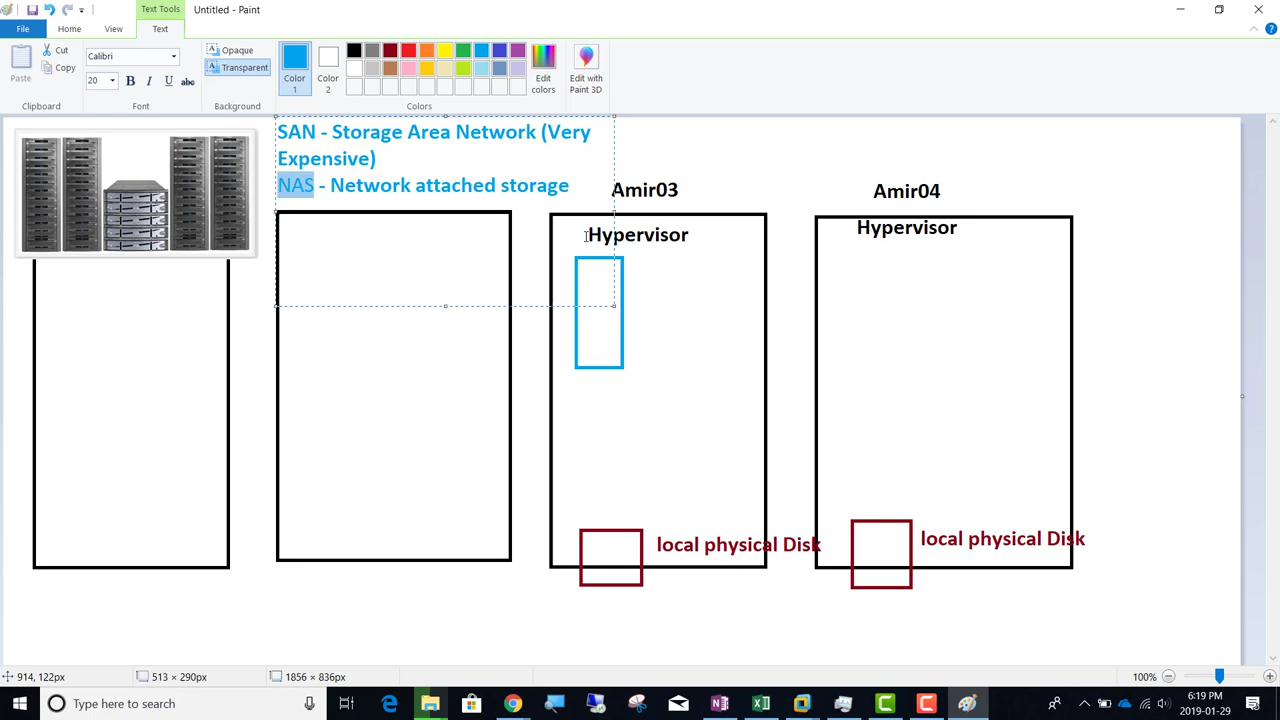 Text Tools
Untitled - Paint
File
Home
View
Text
Paste
Cut
Copy
Clipboard
Calibri
20
B I U abc
Font
Opaque
Transparent
Background
Color 1
Color 2
Edit colors
Colors
Edit with Paint 3D
SAN - Storage Area Network (Very
Expensive)
NAS - Network attached storage
Amir03
Amir04
Hypervisor
Hypervisor
local physical Disk
local physical Disk
914, 122px
513 × 290px
1856 × 836px
100%
Type here to search
6:19 PM
2019-01-29